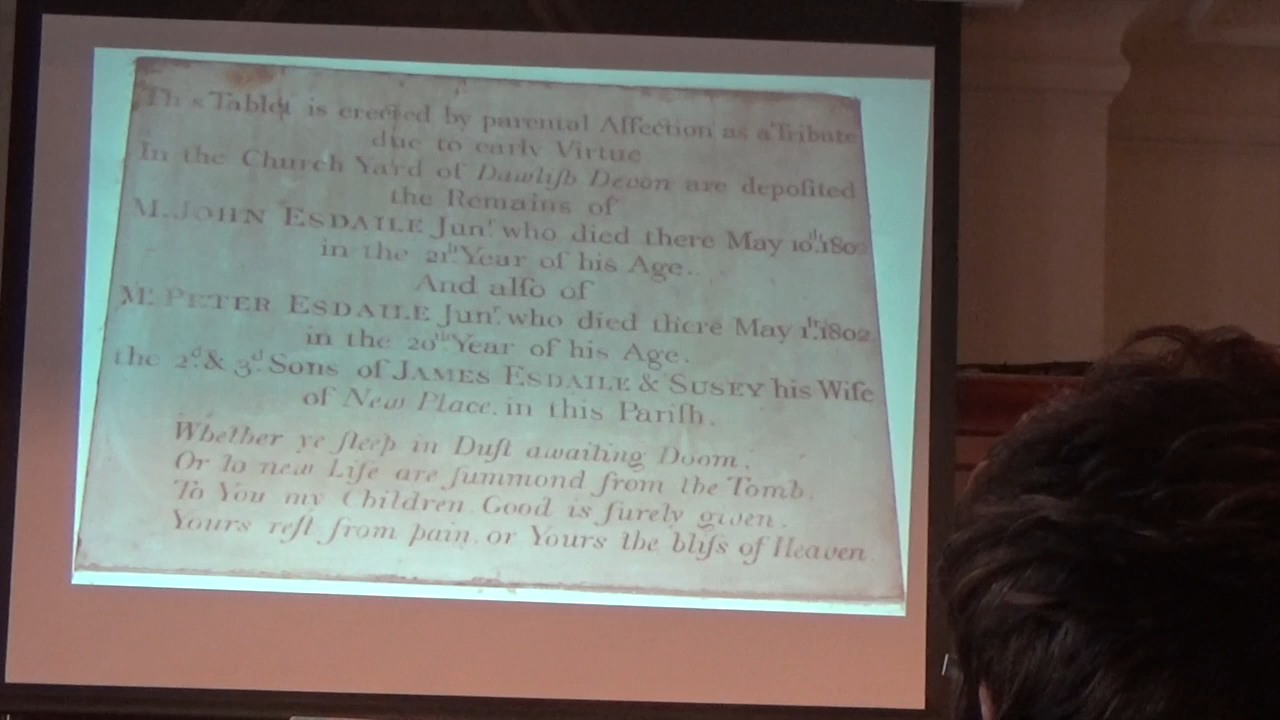 This Tablet is erected by parental Affection as a Tribute
due to early Virtue
In the Church Yard of Dawliſh Devon are depoſited
the Remains of
Mʳ. JOHN ESDAILE Junʳ. who died there May 10ᵗʰ. 1802
in the 21ˢᵗ. Year of his Age..
And alſo of
Mʳ. PETER ESDAILE Junʳ. who died there May 1ˢᵗ. 1802
in the 20ᵗʰ. Year of his Age.
the 2ᵈ. & 3ᵈ. Sons of JAMES ESDAILE & SUSEY his Wife
of New Place. in this Pariſh.
Whether ye ſleep in Duſt awaiting Doom.
Or to new Life are ſummond from the Tomb.
To You my Children Good is ſurely given.
Yours reſt from pain. or Yours the bliſs of Heaven